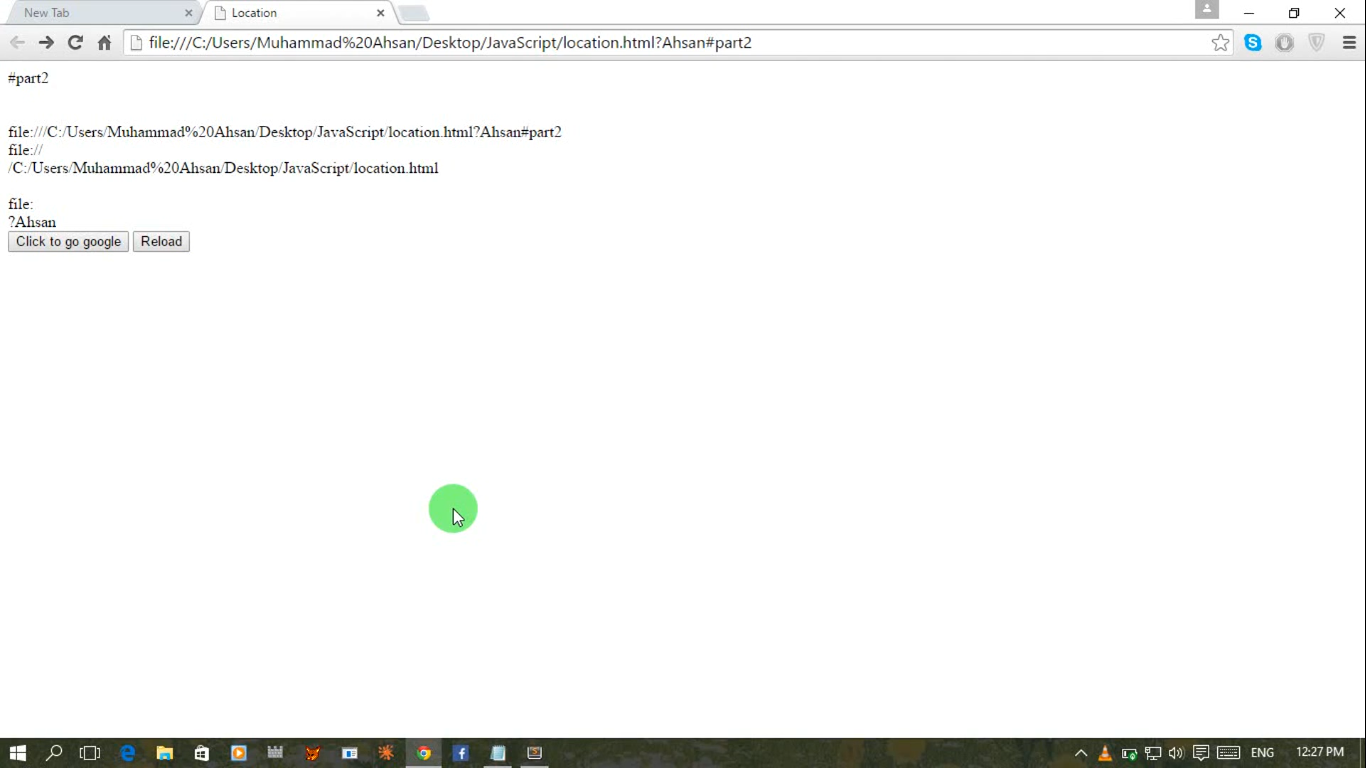 New Tab
Location
file:///C:/Users/Muhammad%20Ahsan/Desktop/JavaScript/location.html?Ahsan#part2
#part2
file:///C:/Users/Muhammad%20Ahsan/Desktop/JavaScript/location.html?Ahsan#part2
file://
/C:/Users/Muhammad%20Ahsan/Desktop/JavaScript/location.html
file:
?Ahsan
Click to go google Reload
ENG 12:27 PM